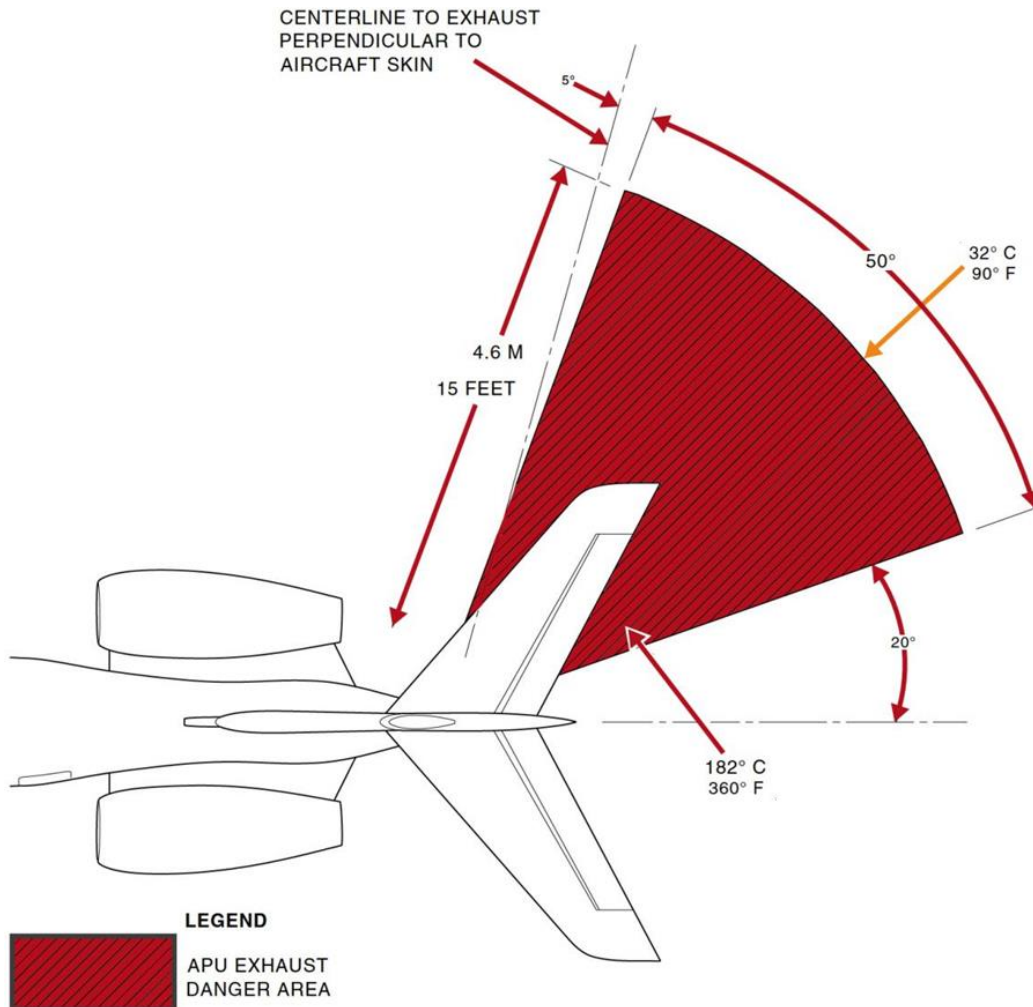 CENTERLINE TO EXHAUST
PERPENDICULAR TO
AIRCRAFT SKIN
5°
50°
32° C
90° F
4.6 M
15 FEET
20°
182° C
360° F
LEGEND
APU EXHAUST
DANGER AREA